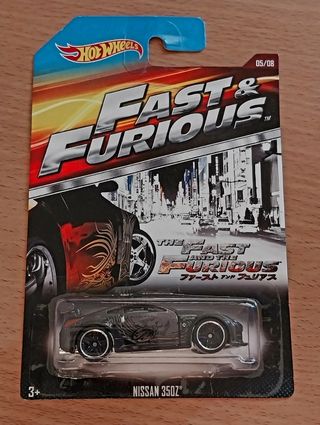 Hot Wheels
05/08
FAST &
FURIOUS
™
THE FAST
AND THE
FURIOUS
ファースト アンド フュリアス
3+
NISSAN 350Z